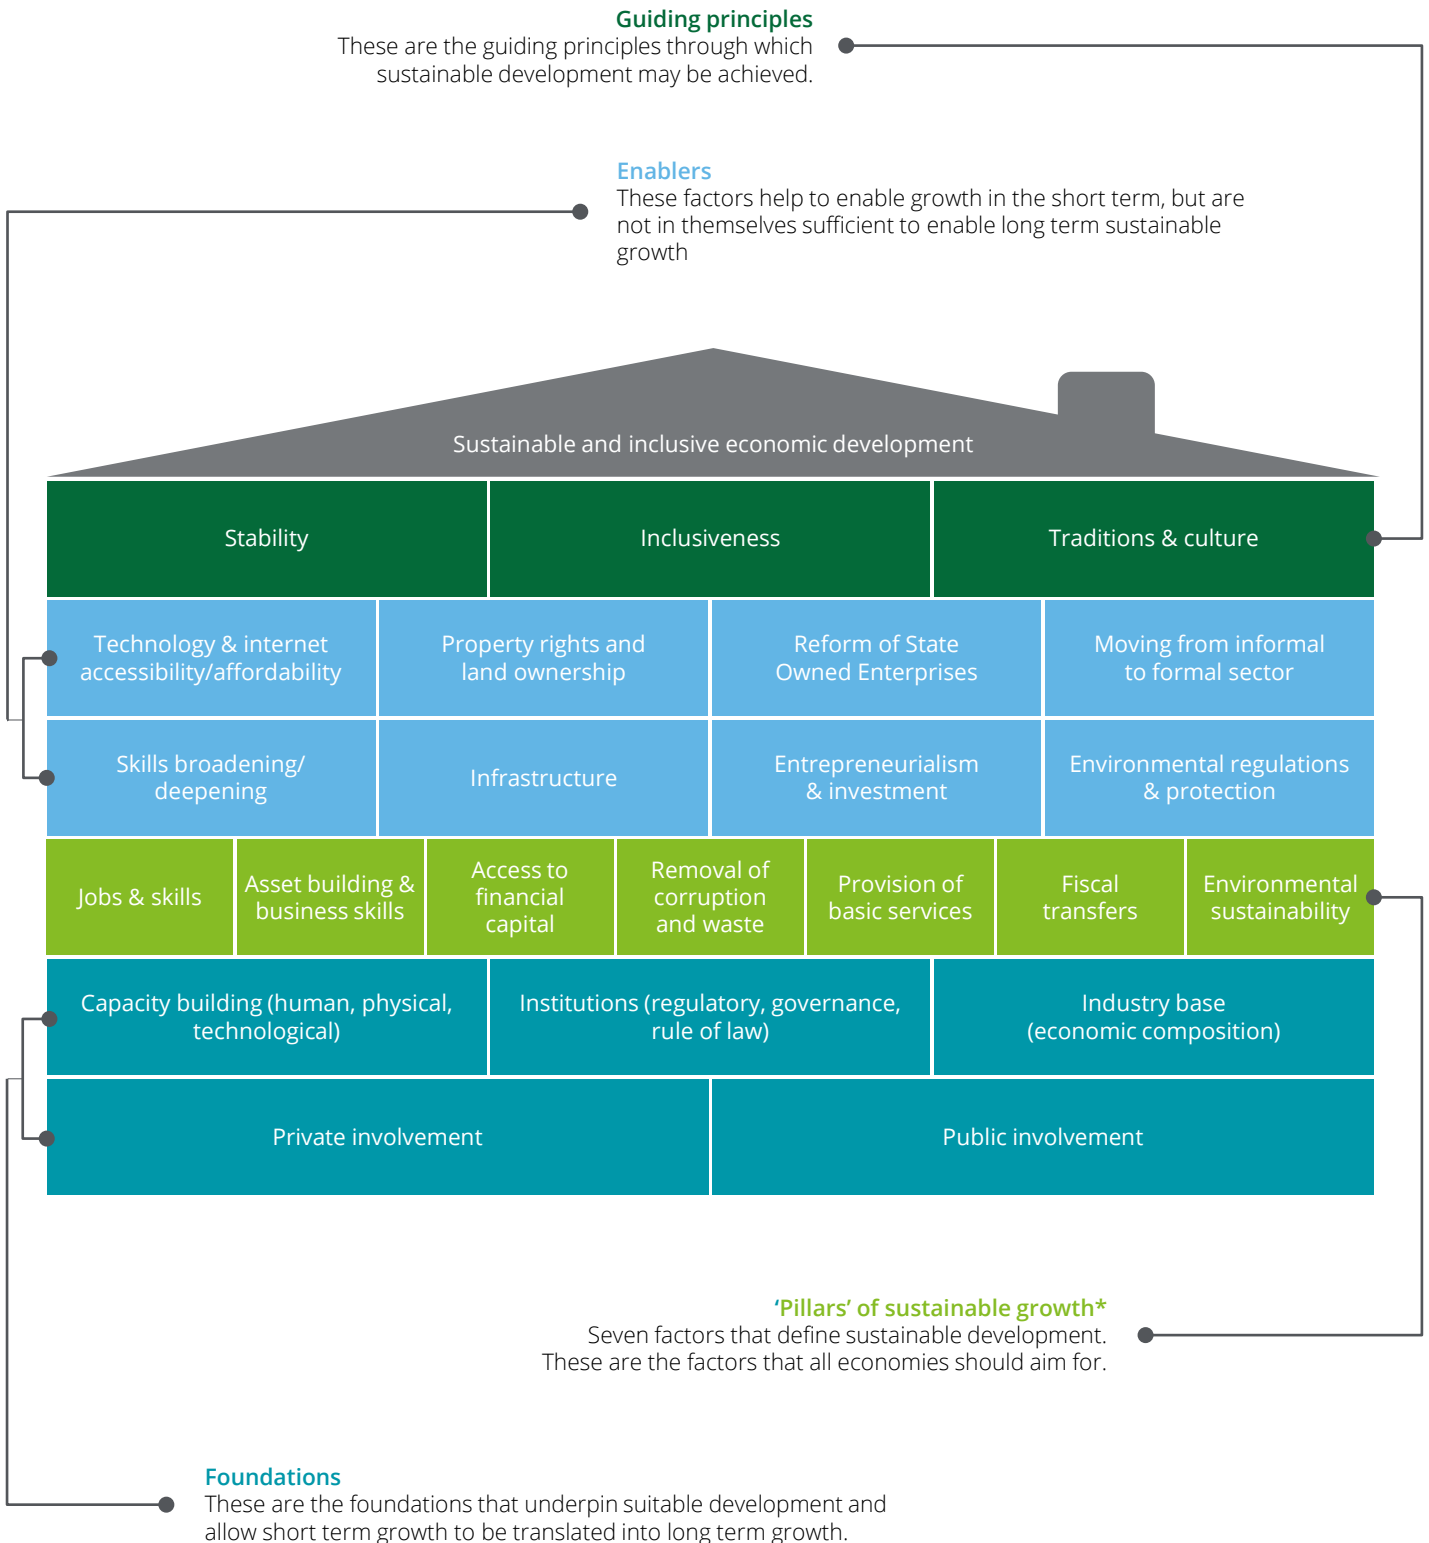 Guiding principles
These are the guiding principles through which
sustainable development may be achieved.
Enablers
These factors help to enable growth in the short term, but are
not in themselves sufficient to enable long term sustainable
growth
Sustainable and inclusive economic development
Stability
Inclusiveness
Traditions & culture
Technology & internet
accessibility/affordability
Property rights and
land ownership
Reform of State
Owned Enterprises
Moving from informal
to formal sector
Skills broadening/
deepening
Infrastructure
Entrepreneurialism
& investment
Environmental regulations
& protection
Jobs & skills
Asset building &
business skills
Access to
financial
capital
Removal of
corruption
and waste
Provision of
basic services
Fiscal
transfers
Environmental
sustainability
Capacity building (human, physical,
technological)
Institutions (regulatory, governance,
rule of law)
Industry base
(economic composition)
Private involvement
Public involvement
‘Pillars’ of sustainable growth*
Seven factors that define sustainable development.
These are the factors that all economies should aim for.
Foundations
These are the foundations that underpin suitable development and
allow short term growth to be translated into long term growth.